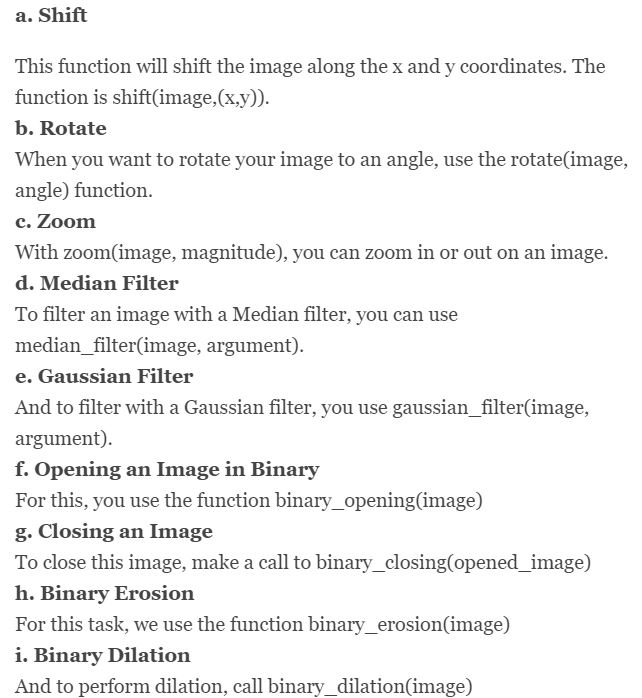 a. Shift
This function will shift the image along the x and y coordinates. The
function is shift(image,(x,y)).
b. Rotate
When you want to rotate your image to an angle, use the rotate(image,
angle) function.
c. Zoom
With zoom(image, magnitude), you can zoom in or out on an image.
d. Median Filter
To filter an image with a Median filter, you can use
median_filter(image, argument).
e. Gaussian Filter
And to filter with a Gaussian filter, you use gaussian_filter(image,
argument).
f. Opening an Image in Binary
For this, you use the function binary_opening(image)
g. Closing an Image
To close this image, make a call to binary_closing(opened_image)
h. Binary Erosion
For this task, we use the function binary_erosion(image)
i. Binary Dilation
And to perform dilation, call binary_dilation(image)